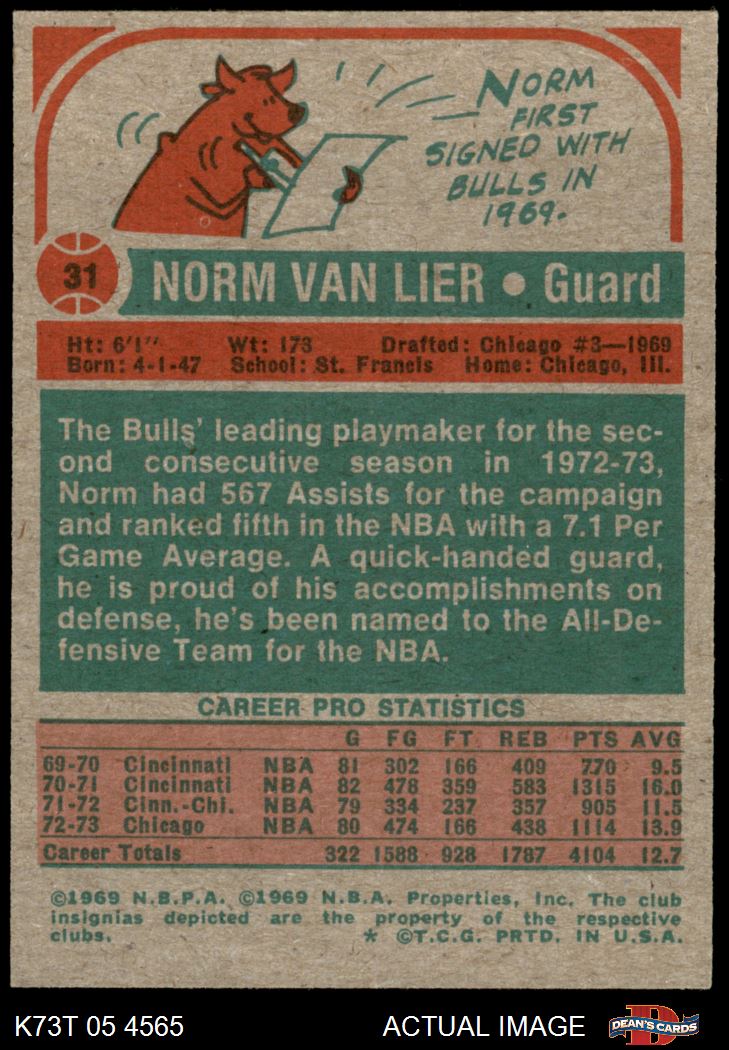 NORM
FIRST
SIGNED WITH
BULLS IN
1969.
31 NORM VAN LIER • Guard
Ht: 6'1" Wt: 173 Drafted: Chicago #3—1969
Born: 4-1-47 School: St. Francis Home: Chicago, Ill.
The Bulls' leading playmaker for the sec-
ond consecutive season in 1972-73,
Norm had 567 Assists for the campaign
and ranked fifth in the NBA with a 7.1 Per
Game Average. A quick-handed guard,
he is proud of his accomplishments on
defense, he's been named to the All-De-
fensive Team for the NBA.
CAREER PRO STATISTICS
G FG FT REB PTS AVG
69-70 Cincinnati NBA 81 302 166 409 770 9.5
70-71 Cincinnati NBA 82 478 359 583 1315 16.0
71-72 Cinn.-Chi. NBA 79 334 237 357 905 11.5
72-73 Chicago NBA 80 474 166 438 1114 13.9
Career Totals 322 1588 928 1787 4104 12.7
©1969 N.B.P.A. ©1969 N.B.A. Properties, Inc. The club
insignias depicted are the property of the respective
clubs. * ©T.C.G. PRTD. IN U.S.A.
K73T 05 4565 ACTUAL IMAGE DEAN'S CARDS